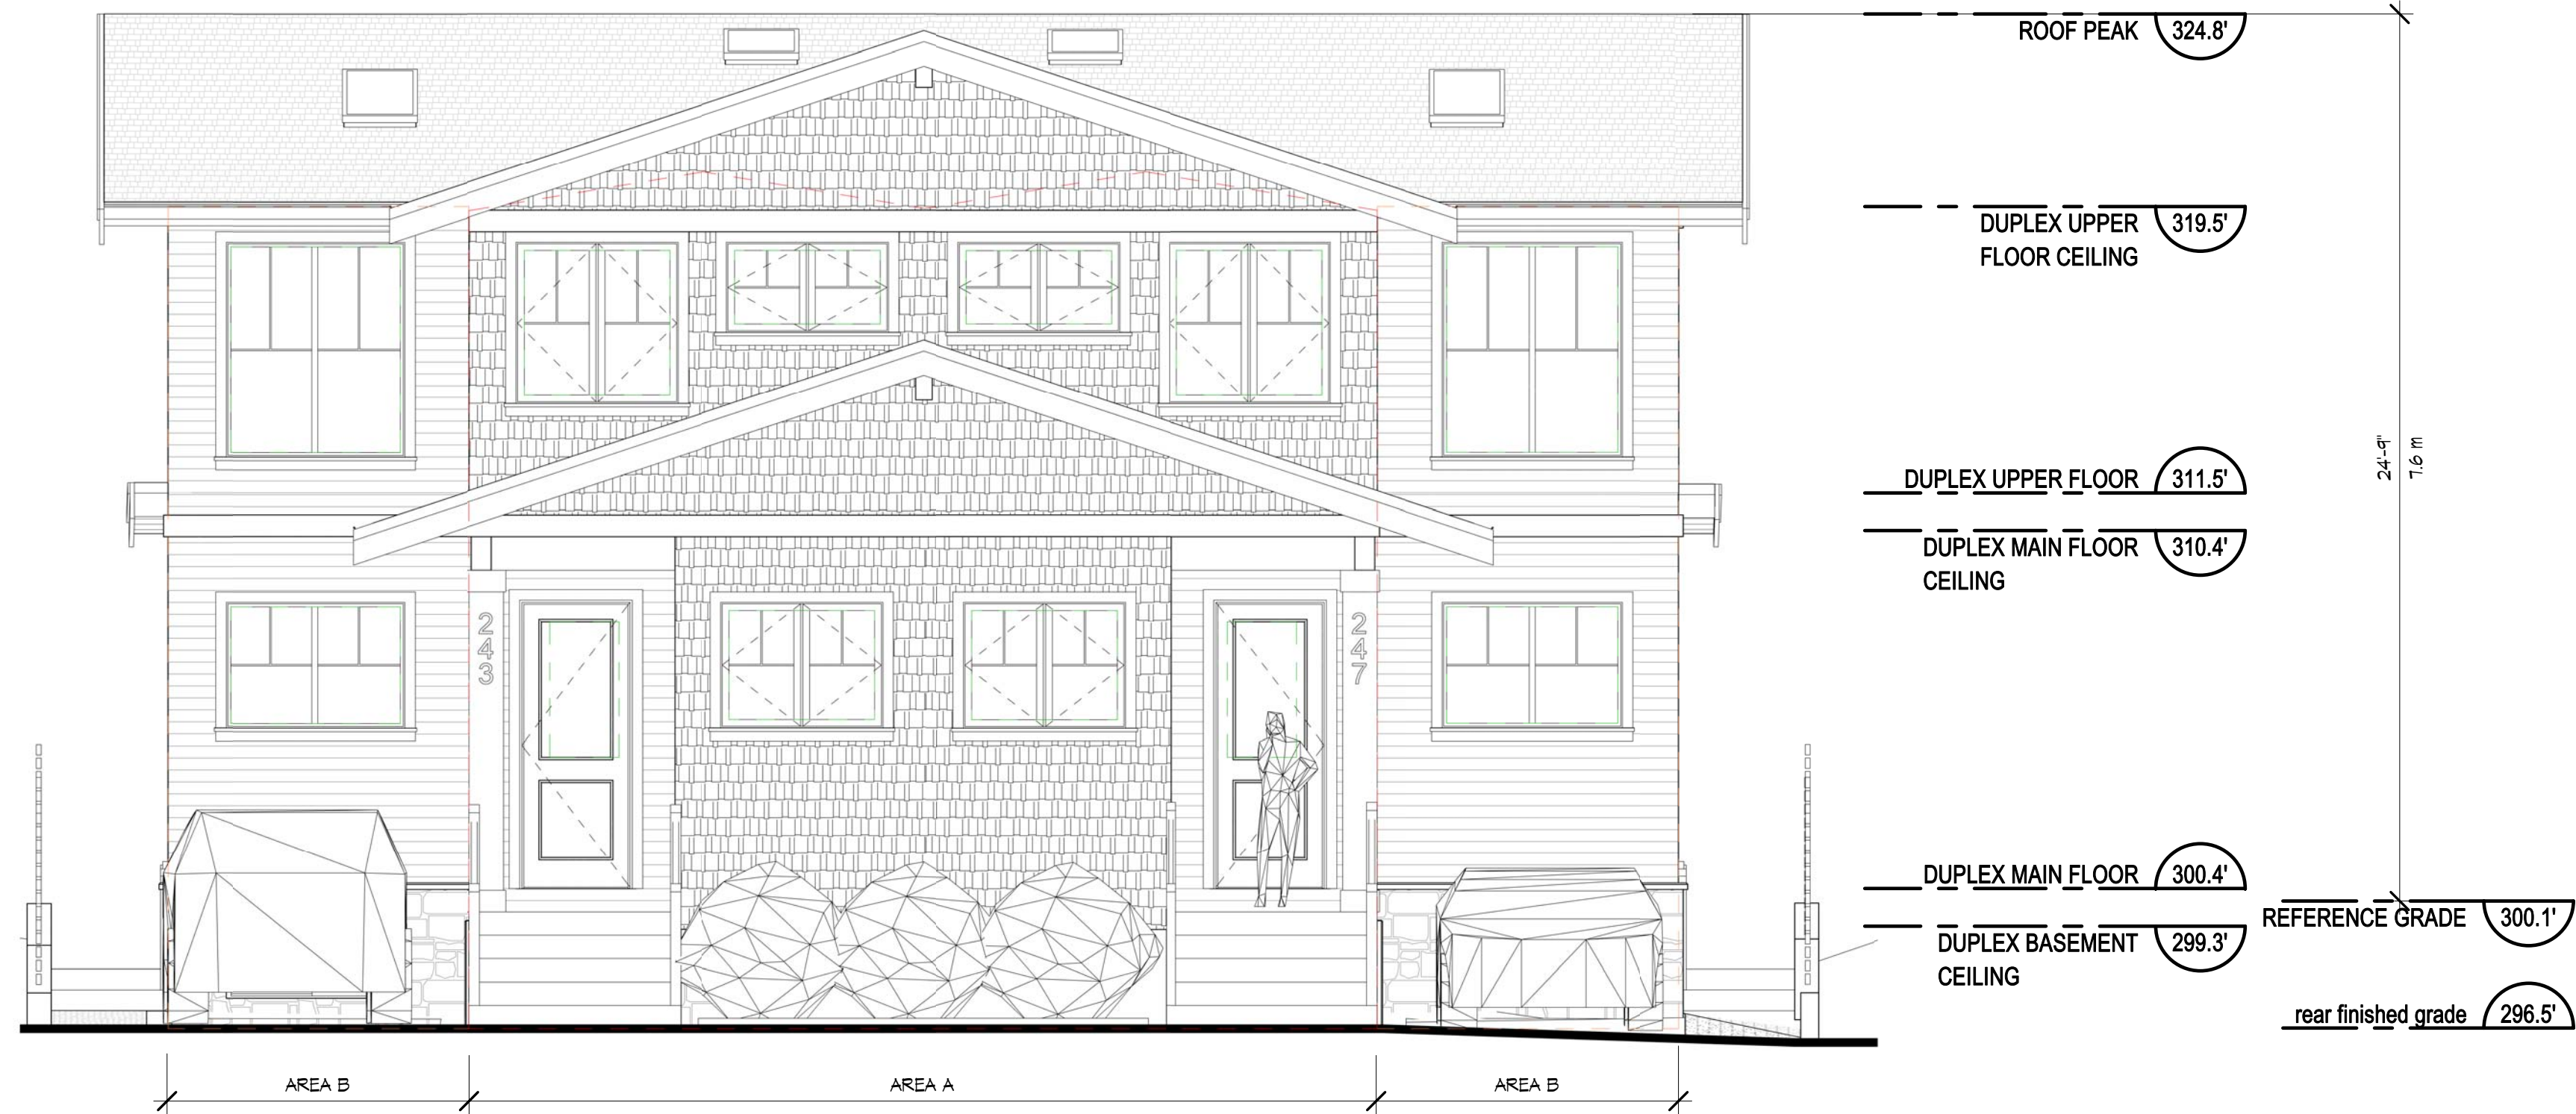 ROOF PEAK 324.8'
DUPLEX UPPER 319.5'
FLOOR CEILING
24'-9"
7.6 m
DUPLEX UPPER FLOOR 311.5'
DUPLEX MAIN FLOOR 310.4'
CEILING
243
247
DUPLEX MAIN FLOOR 300.4'
REFERENCE GRADE 300.1'
DUPLEX BASEMENT 299.3'
CEILING
rear finished grade 296.5'
AREA B
AREA A
AREA B